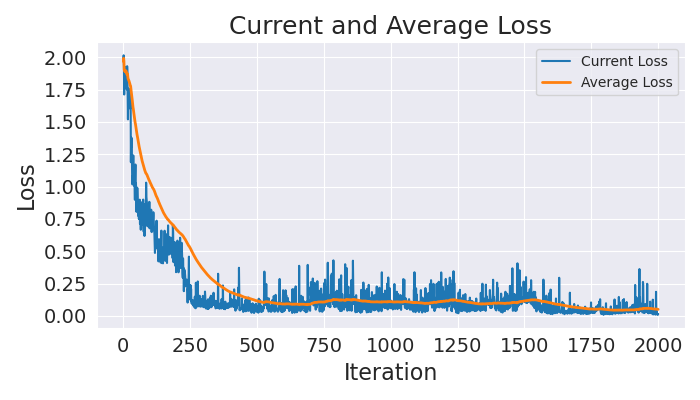 Current and Average Loss
Current Loss
Average Loss
2.00
1.75
1.50
1.25
1.00
0.75
0.50
0.25
0.00
Loss
0 250 500 750 1000 1250 1500 1750 2000
Iteration